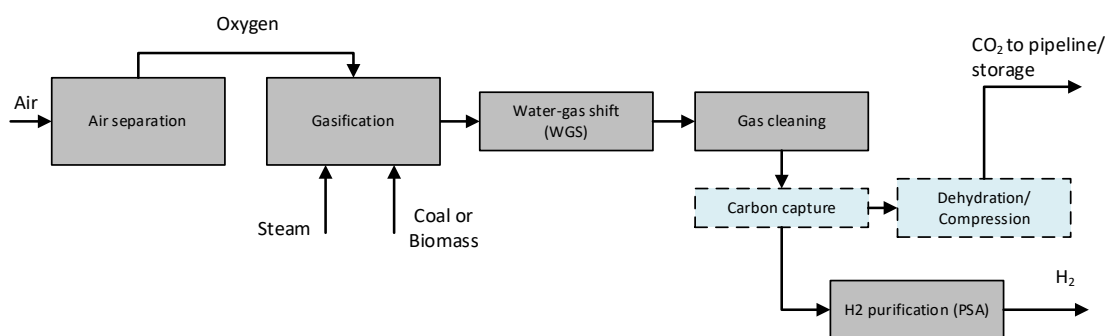 Oxygen
CO₂ to pipeline/
storage
Air
Air separation
Gasification
Water-gas shift
(WGS)
Gas cleaning
Steam
Coal or
Biomass
Carbon capture
Dehydration/
Compression
H2 purification (PSA)
H₂